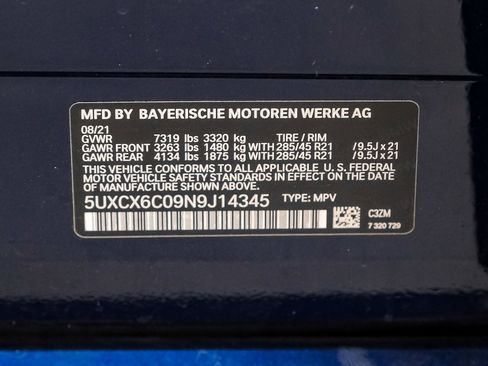 MFD BY BAYERISCHE MOTOREN WERKE AG
08/21
GVWR 7319 lbs 3320 kg TIRE / RIM
GAWR FRONT 3263 lbs 1480 kg WITH 285/45 R21 /9.5J x 21
GAWR REAR 4134 lbs 1875 kg WITH 285/45 R21 /9.5J x 21
THIS VEHICLE CONFORMS TO ALL APPLICABLE U.S. FEDERAL
MOTOR VEHICLE SAFETY STANDARDS IN EFFECT ON THE
DATE OF MANUFACTURE SHOWN ABOVE.
5UXCX6C09N9J14345 TYPE: MPV
C3ZM
7 320 729